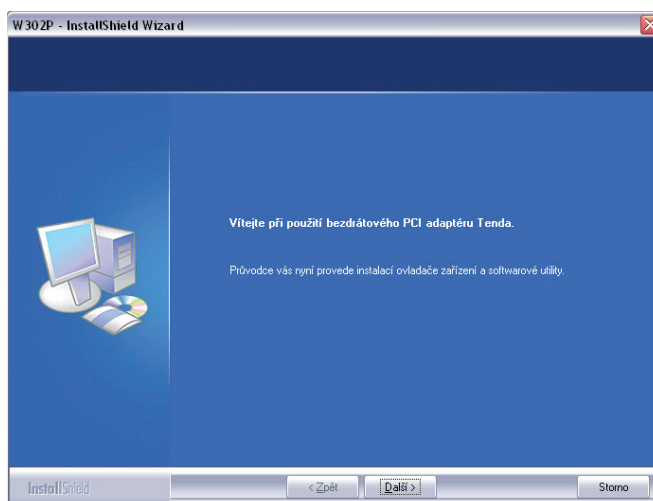 W302P - InstallShield Wizard
Vítejte při použití bezdrátového PCI adaptéru Tenda.
Průvodce vás nyní provede instalací ovladače zařízení a softwarové utility.
InstallShield
< Zpět Další > Storno